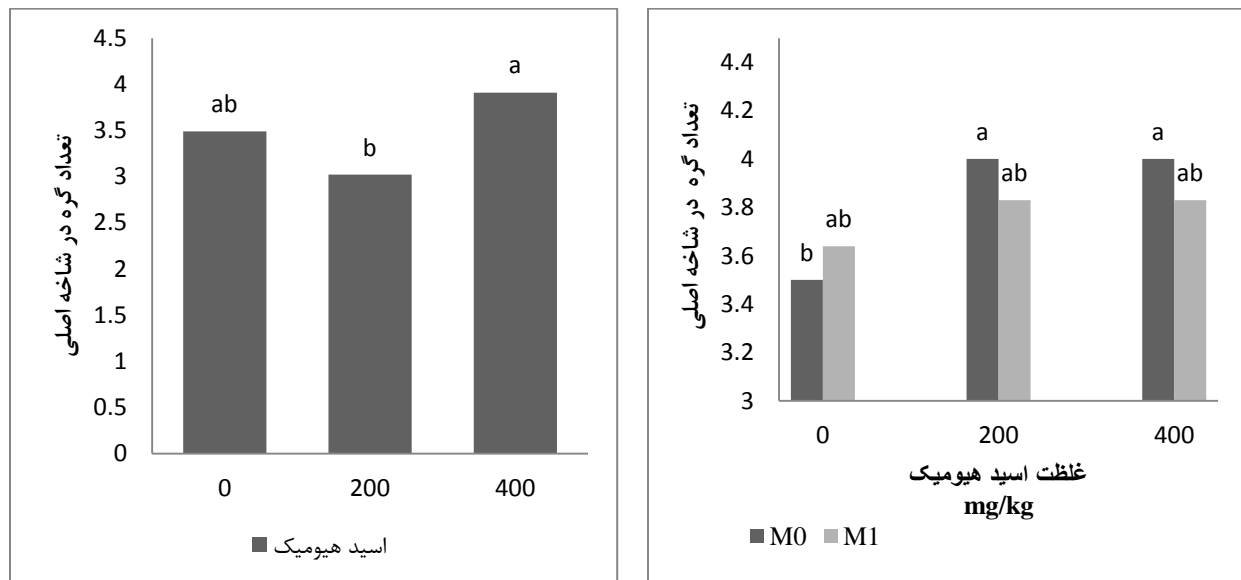 4.5
4
3.5
3
2.5
2
1.5
1
0.5
0
تعداد گره در شاخه اصلی
ab
b
a
0 200 400
اسید هیومیک
4.4
4.2
4
3.8
3.6
3.4
3.2
3
تعداد گره در شاخه اصلی
b
ab
a
ab
a
ab
0 200 400
غلظت اسید هیومیک
mg/kg
M0 M1